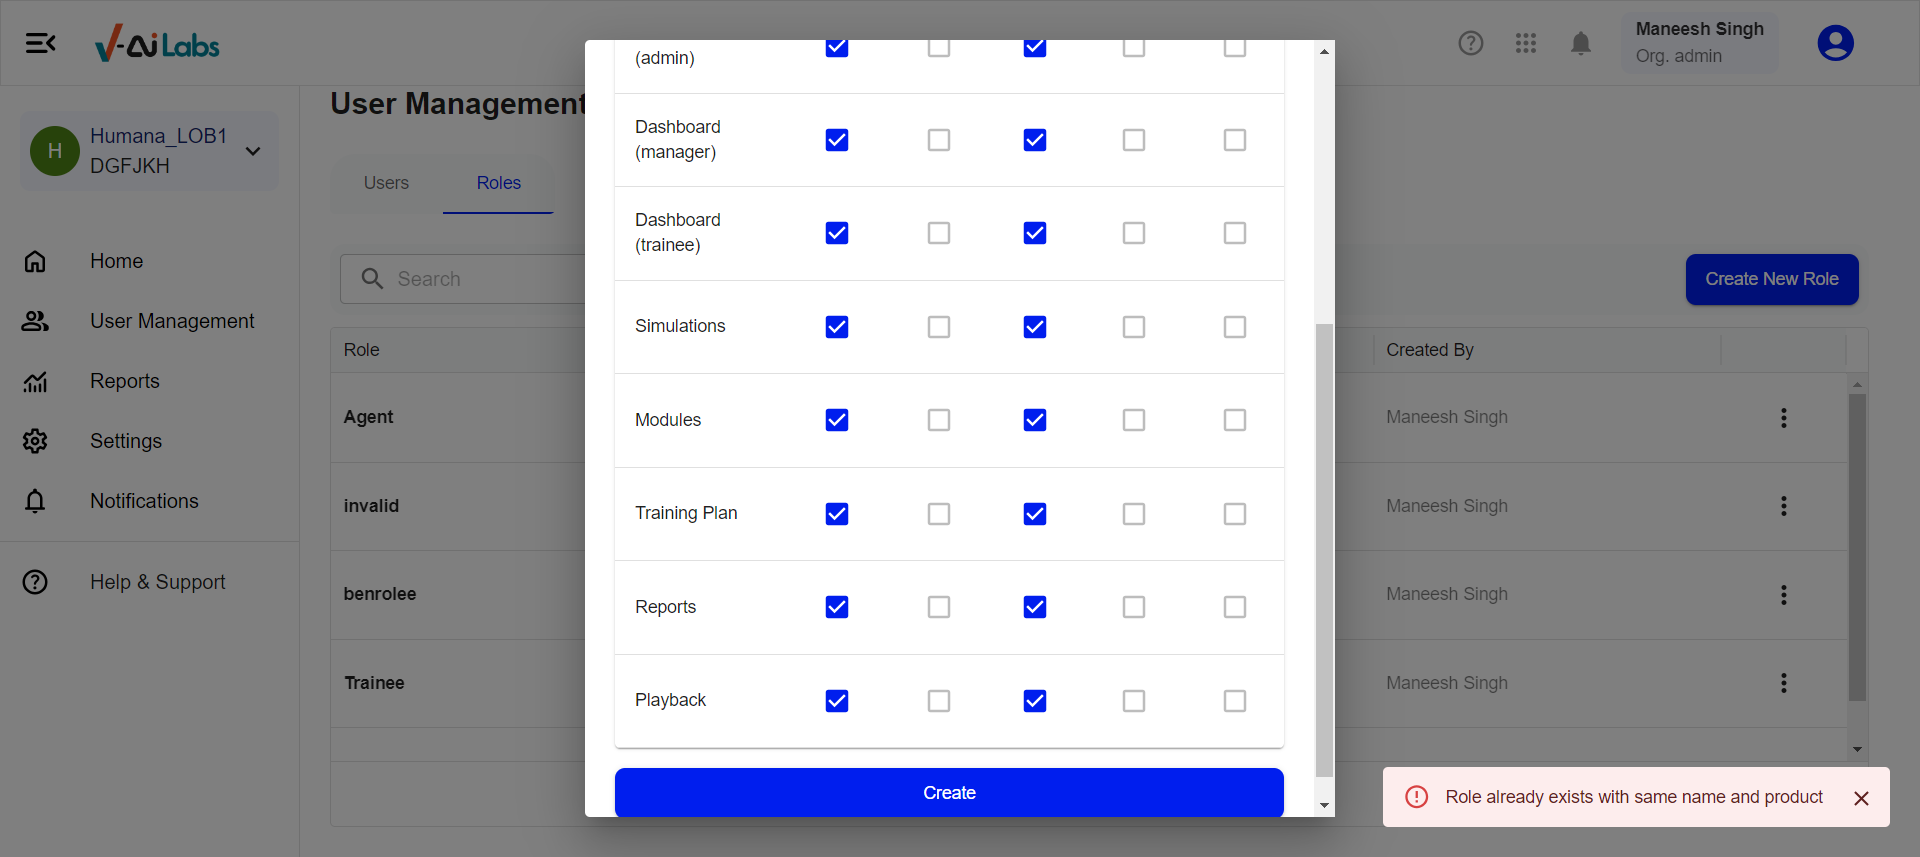 V-Ai Labs
Maneesh Singh
Org. admin
H
Humana_LOB1
DGFJKH
Home
User Management
Reports
Settings
Notifications
Help & Support
User Management
Users
Roles
Search
Create New Role
Role
Created By
Agent
Maneesh Singh
invalid
Maneesh Singh
benrolee
Maneesh Singh
Trainee
Maneesh Singh
(admin)
Dashboard
(manager)
Dashboard
(trainee)
Simulations
Modules
Training Plan
Reports
Playback
Create
Role already exists with same name and product